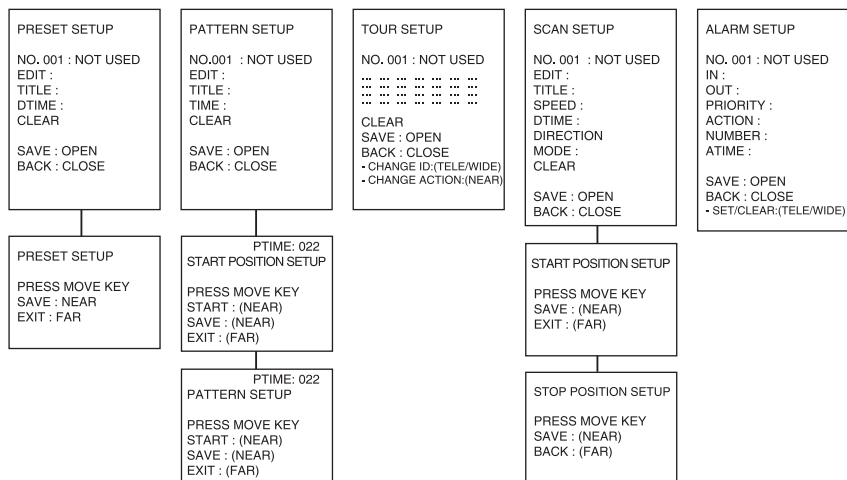 PRESET SETUP
NO. 001 : NOT USED
EDIT :
TITLE :
DTIME :
CLEAR
SAVE : OPEN
BACK : CLOSE
PRESET SETUP
PRESS MOVE KEY
SAVE : NEAR
EXIT : FAR
PATTERN SETUP
NO.001 : NOT USED
EDIT :
TITLE :
TIME :
CLEAR
SAVE : OPEN
BACK : CLOSE
PTIME: 022
START POSITION SETUP
PRESS MOVE KEY
START : (NEAR)
SAVE : (NEAR)
EXIT : (FAR)
PTIME: 022
PATTERN SETUP
PRESS MOVE KEY
START : (NEAR)
SAVE : (NEAR)
EXIT : (FAR)
TOUR SETUP
NO. 001 : NOT USED
... ... ... ... ... ... ...
... ... ... ... ... ... ...
... ... ... ... ... ... ...
... ... ... ... ... ... ...
CLEAR
SAVE : OPEN
BACK : CLOSE
- CHANGE ID:(TELE/WIDE)
- CHANGE ACTION:(NEAR)
SCAN SETUP
NO. 001 : NOT USED
EDIT :
TITLE :
SPEED :
DTIME :
DIRECTION
MODE :
CLEAR
SAVE : OPEN
BACK : CLOSE
START POSITION SETUP
PRESS MOVE KEY
SAVE : (NEAR)
EXIT : (FAR)
STOP POSITION SETUP
PRESS MOVE KEY
SAVE : (NEAR)
BACK : (FAR)
ALARM SETUP
NO. 001 : NOT USED
IN :
OUT :
PRIORITY :
ACTION :
NUMBER :
ATIME :
SAVE : OPEN
BACK : CLOSE
- SET/CLEAR:(TELE/WIDE)